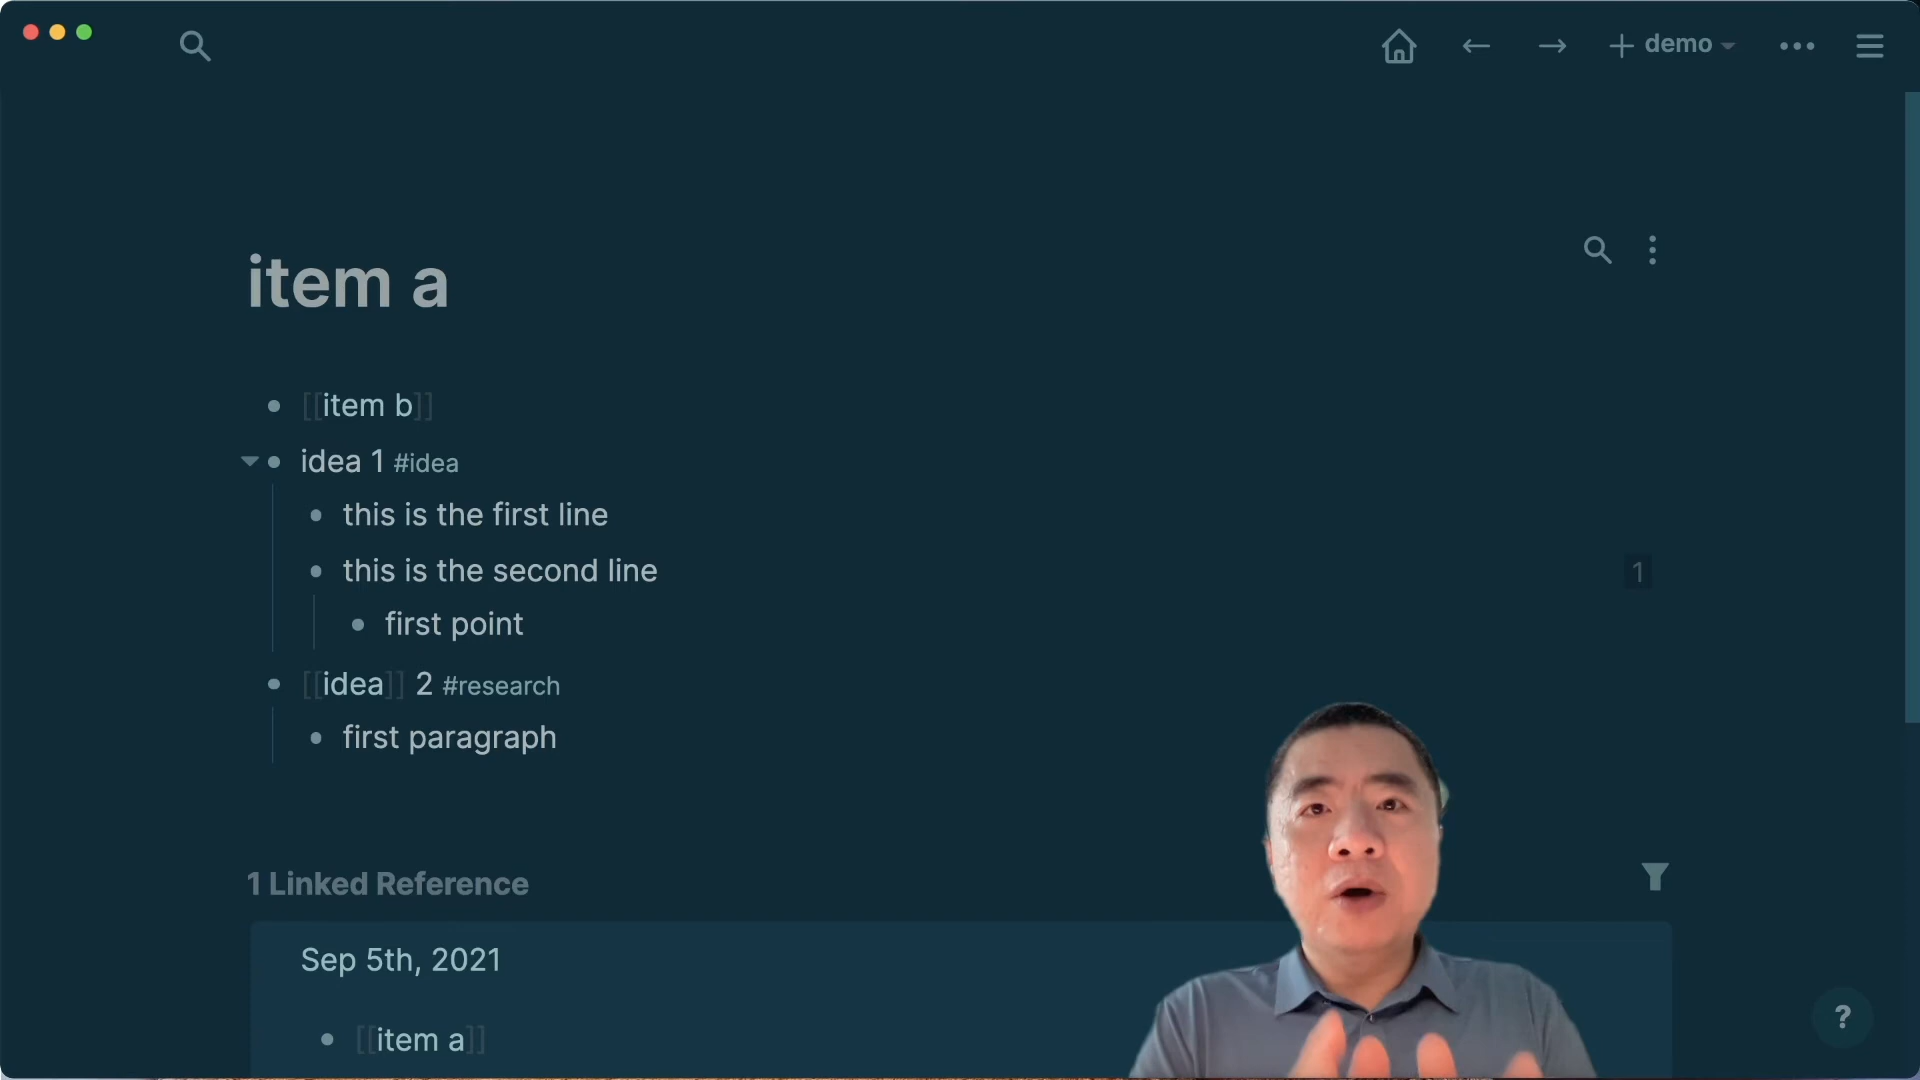 demo
item a
[[item b]]
idea 1 #idea
this is the first line
this is the second line
1
first point
[[idea]] 2 #research
first paragraph
1 Linked Reference
Sep 5th, 2021
[[item a]]
?